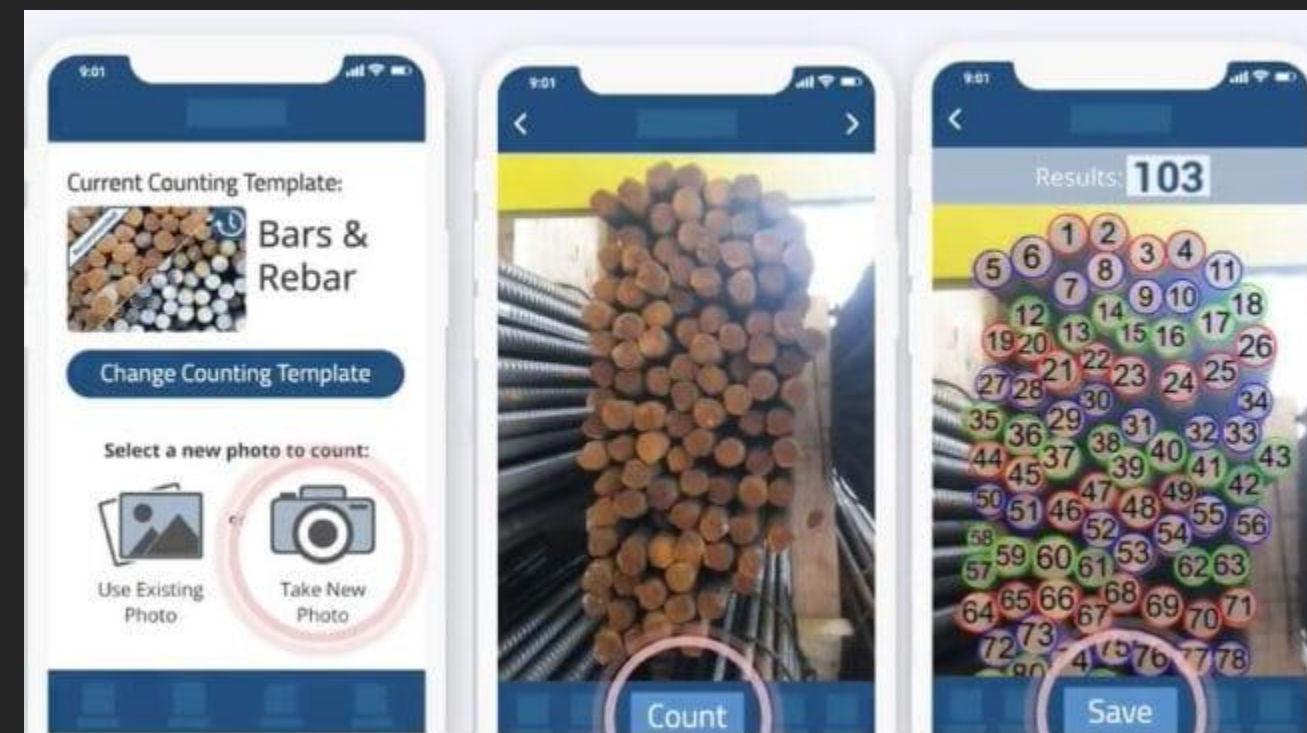 9:01
Current Counting Template:
Bars &
Rebar
Change Counting Template
Select a new photo to count:
Use Existing
Photo
Take New
Photo
9:01
Count
9:01
Results: 103
1 2
3 4
5 6
7 8
9 10 11
12 13 14
15 16 17 18
19 20 21 22
23 24 25 26
27 28 29 30
31 32 33 34
35 36 37 38
39 40 41 42 43
44 45 46 47
48 49
50 51 52 53
54 55 56
57 58 59 60 61
62 63
64 65 66 67
68 69 70 71
72 73 74 75
76 77 78
80
Save